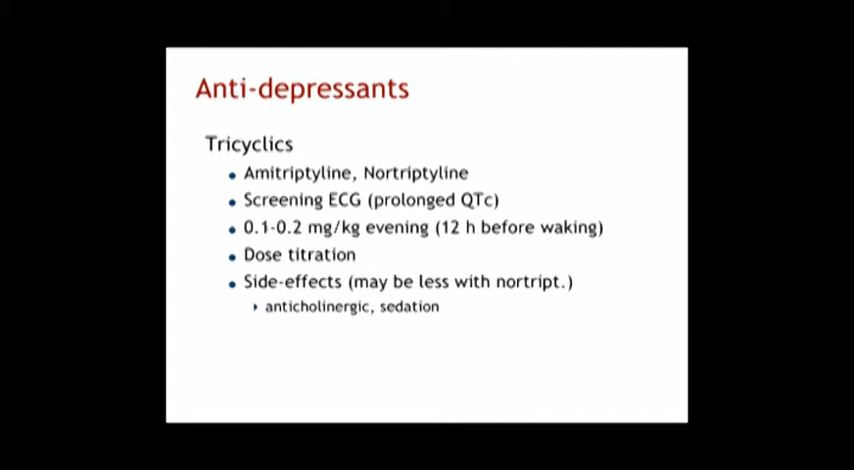 Anti-depressants
Tricyclics
• Amitriptyline, Nortriptyline
• Screening ECG (prolonged QTc)
• 0.1-0.2 mg/kg evening (12 h before waking)
• Dose titration
• Side-effects (may be less with nortript.)
‣ anticholinergic, sedation